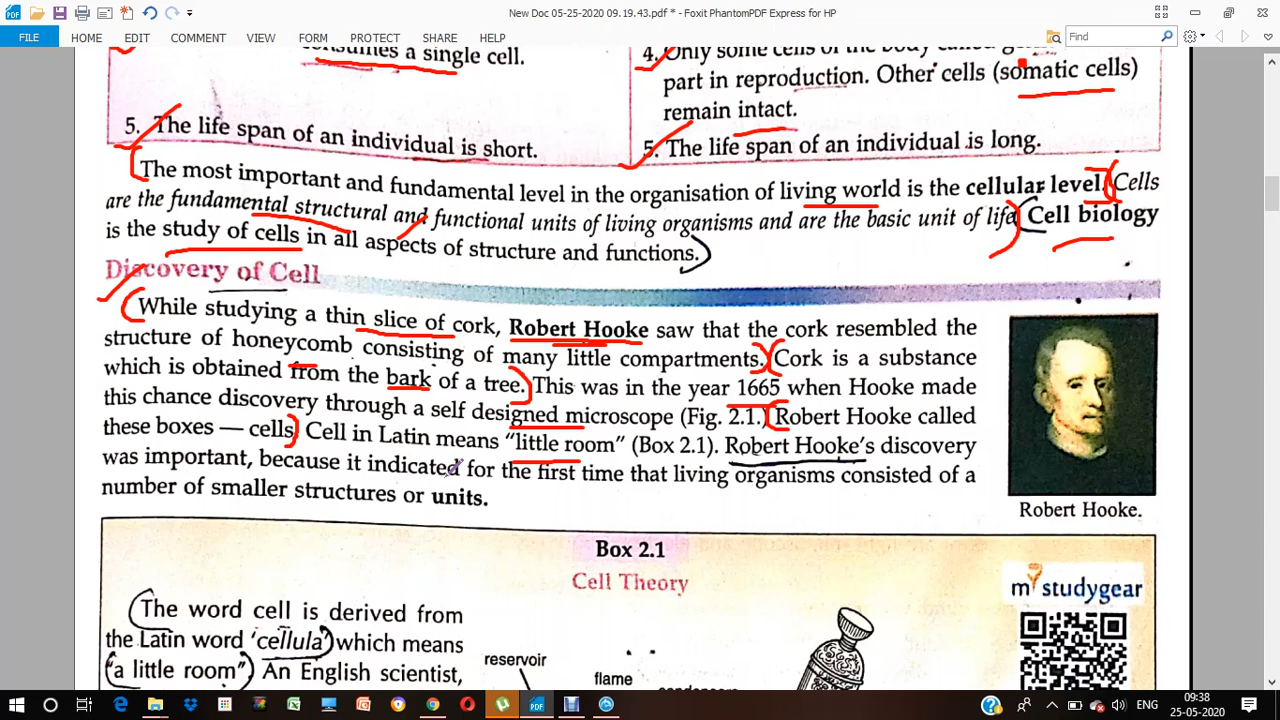 New Doc 05-25-2020 09.19.43.pdf * - Foxit PhantomPDF Express for HP
FILE HOME EDIT COMMENT VIEW FORM PROTECT SHARE HELP Find
consumes a single cell.
4. Only some cells of the body called
part in reproduction. Other cells (somatic cells)
remain intact.
5. The life span of an individual is short.
5. The life span of an individual is long.
The most important and fundamental level in the organisation of living world is the cellular level. Cells
are the fundamental structural and functional units of living organisms and are the basic unit of life. Cell biology
is the study of cells in all aspects of structure and functions.
Discovery of Cell
While studying a thin slice of cork, Robert Hooke saw that the cork resembled the
structure of honeycomb consisting of many little compartments. Cork is a substance
which is obtained from the bark of a tree. This was in the year 1665 when Hooke made
this chance discovery through a self designed microscope (Fig. 2.1.) Robert Hooke called
these boxes — cells. Cell in Latin means “little room” (Box 2.1). Robert Hooke’s discovery
was important, because it indicated for the first time that living organisms consisted of a
number of smaller structures or units.
Robert Hooke.
Box 2.1
Cell Theory
The word cell is derived from
the Latin word ‘cellula’ which means
“a little room”. An English scientist,
reservoir
flame
m studygear
ENG
09:38
25-05-2020